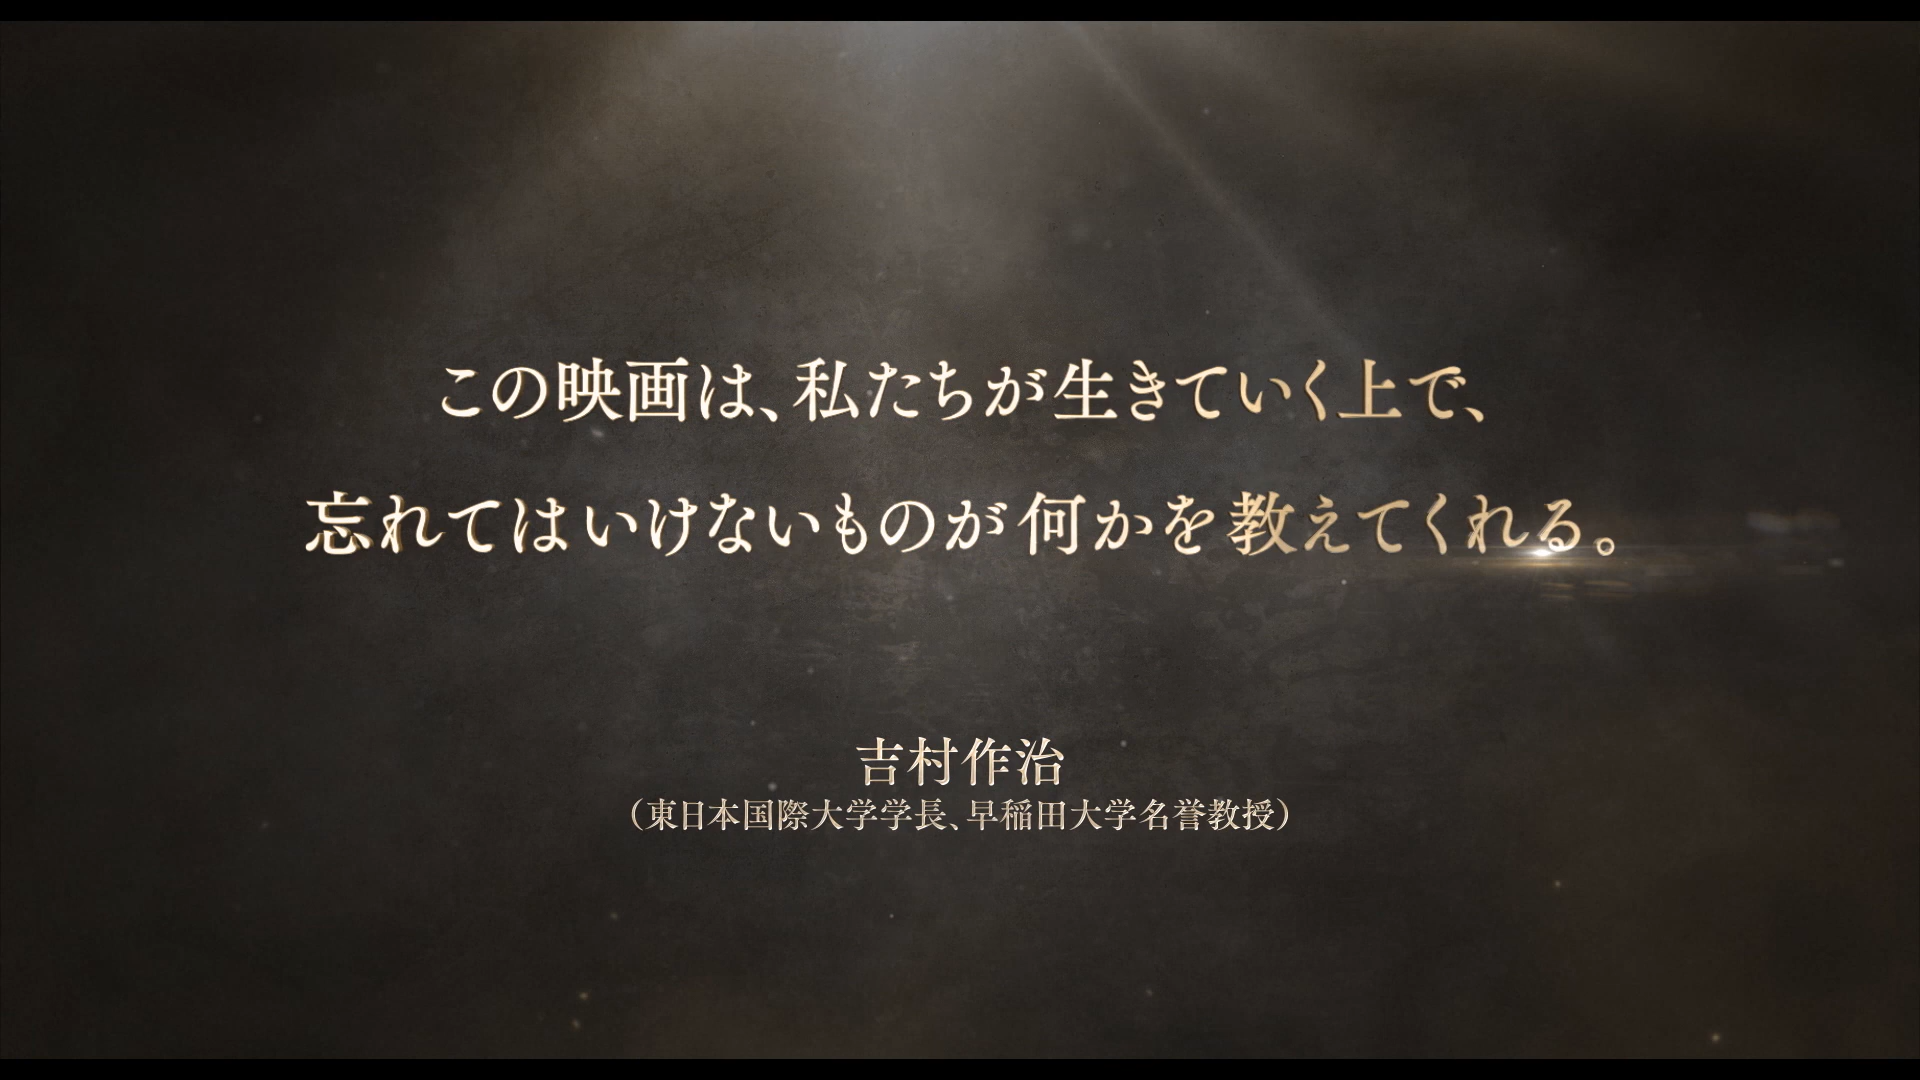 この映画は、私たちが生きていく上で、
忘れてはいけないものが何かを教えてくれる。
吉村作治
（東日本国際大学学長、早稲田大学名誉教授）